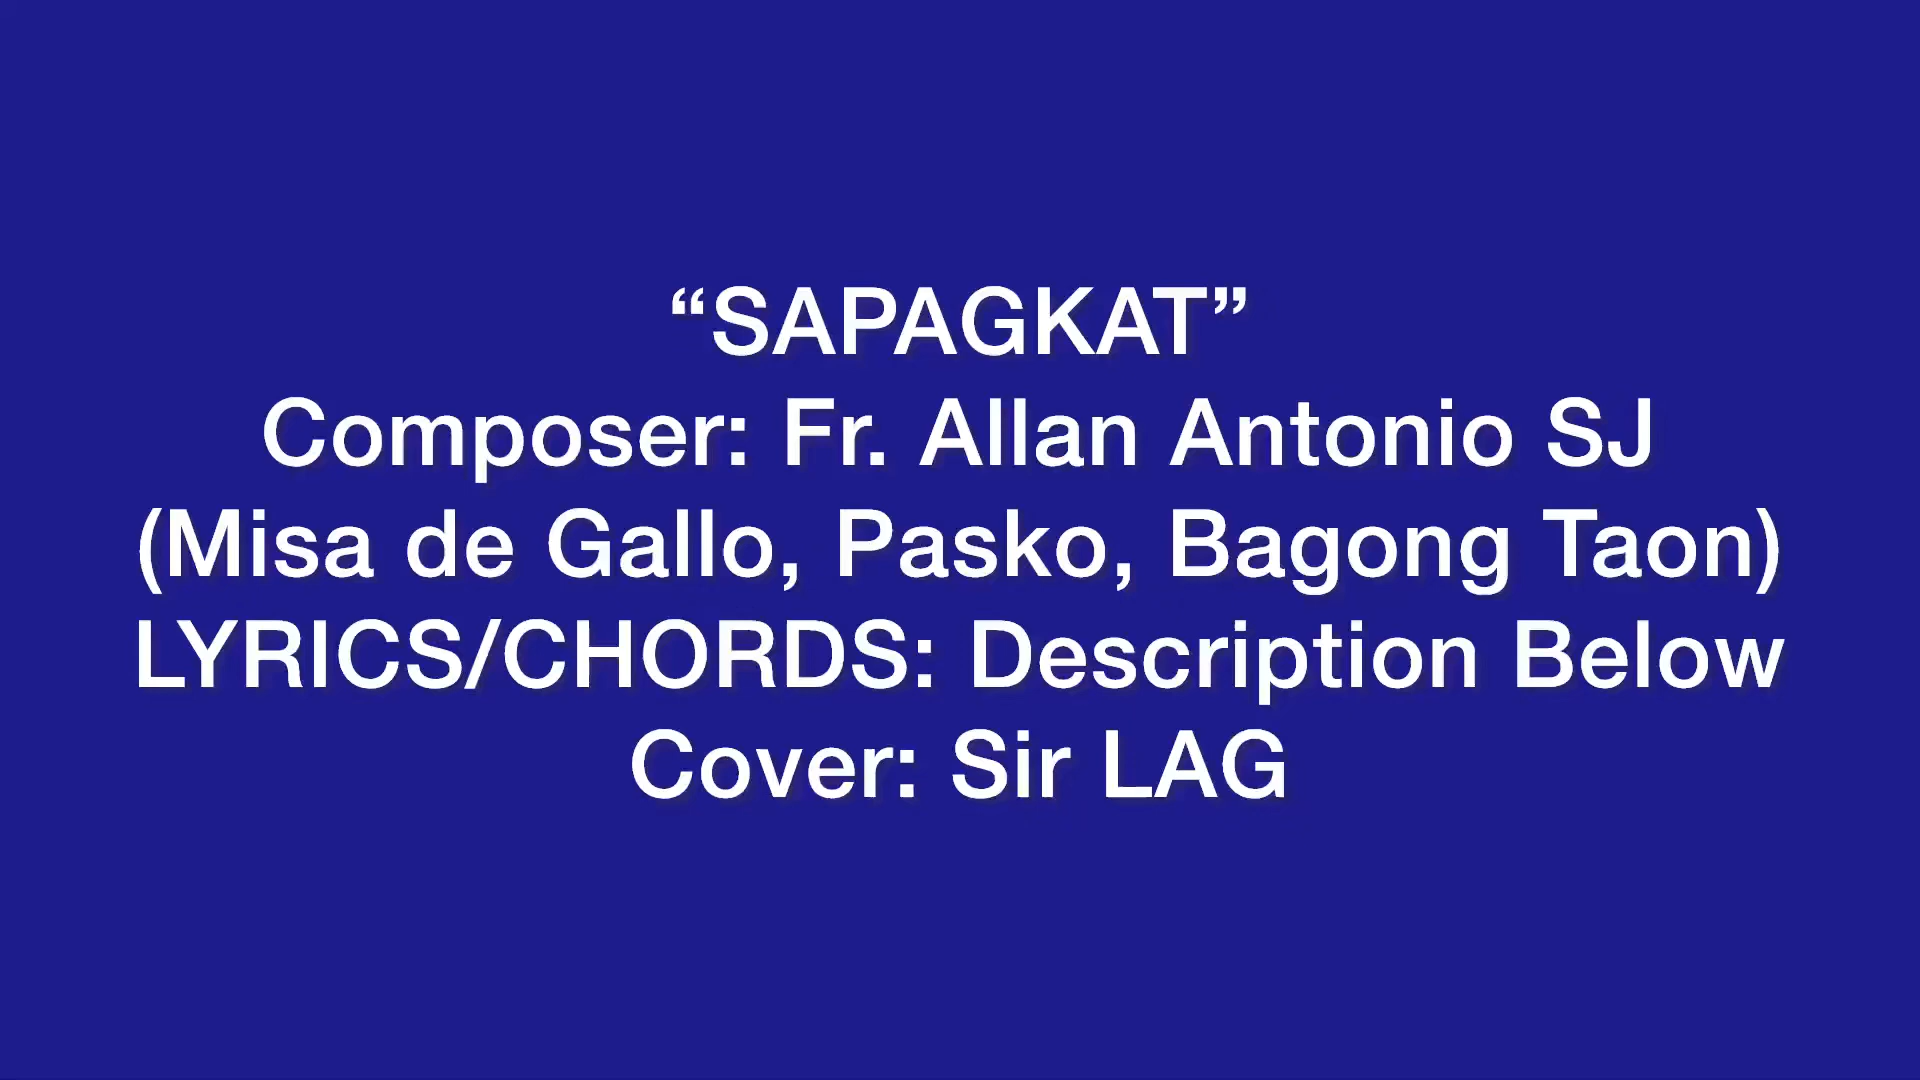 “SAPAGKAT”
Composer: Fr. Allan Antonio SJ
(Misa de Gallo, Pasko, Bagong Taon)
LYRICS/CHORDS: Description Below
Cover: Sir LAG